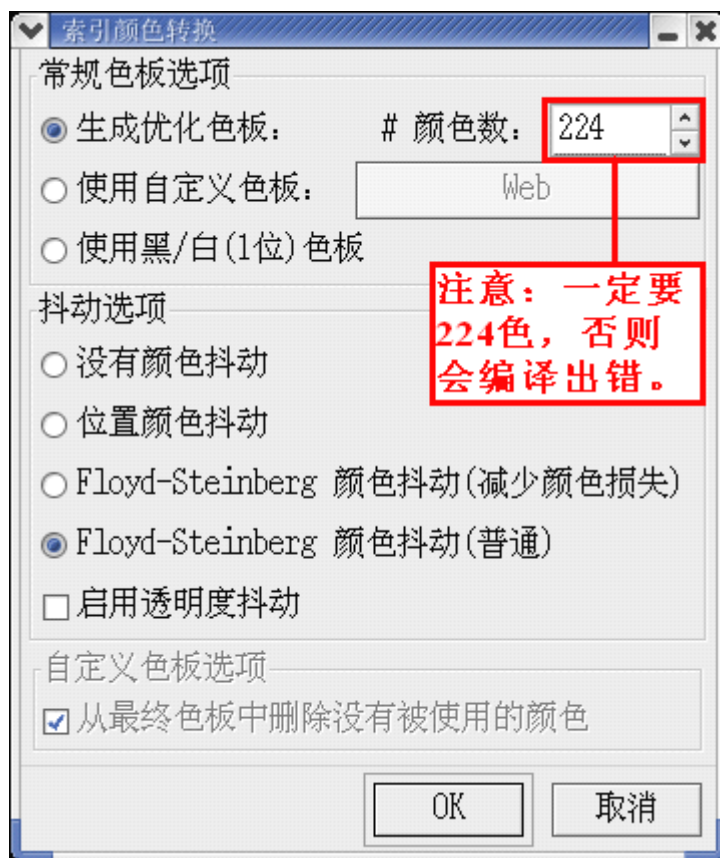 索引颜色转换
常规色板选项
生成优化色板: # 颜色数: 224
使用自定义色板: Web
使用黑/白(1位)色板
注意：一定要
224色，否则
会编译出错。
抖动选项
没有颜色抖动
位置颜色抖动
Floyd-Steinberg 颜色抖动(减少颜色损失)
Floyd-Steinberg 颜色抖动(普通)
启用透明度抖动
自定义色板选项
从最终色板中删除没有被使用的颜色
OK 取消